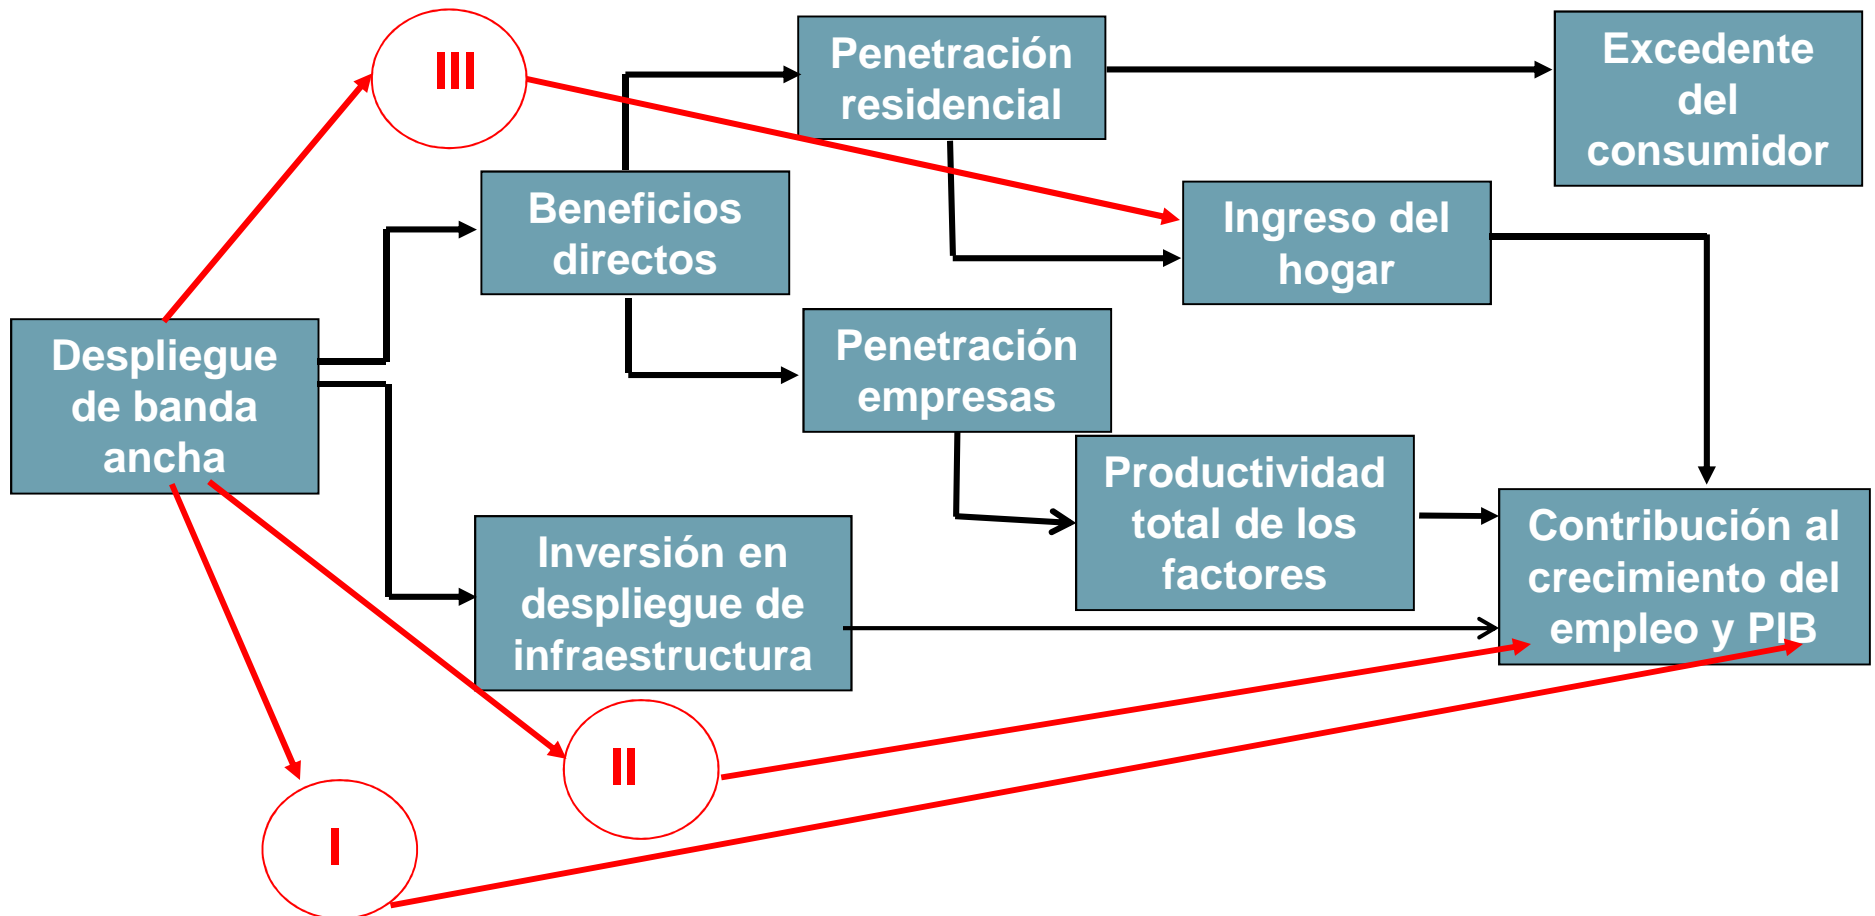 III
Penetración
residencial
Excedente
del
consumidor
Beneficios
directos
Ingreso del
hogar
Despliegue
de banda
ancha
Penetración
empresas
Productividad
total de los
factores
Inversión en
despliegue de
infraestructura
Contribución al
crecimiento del
empleo y PIB
II
I